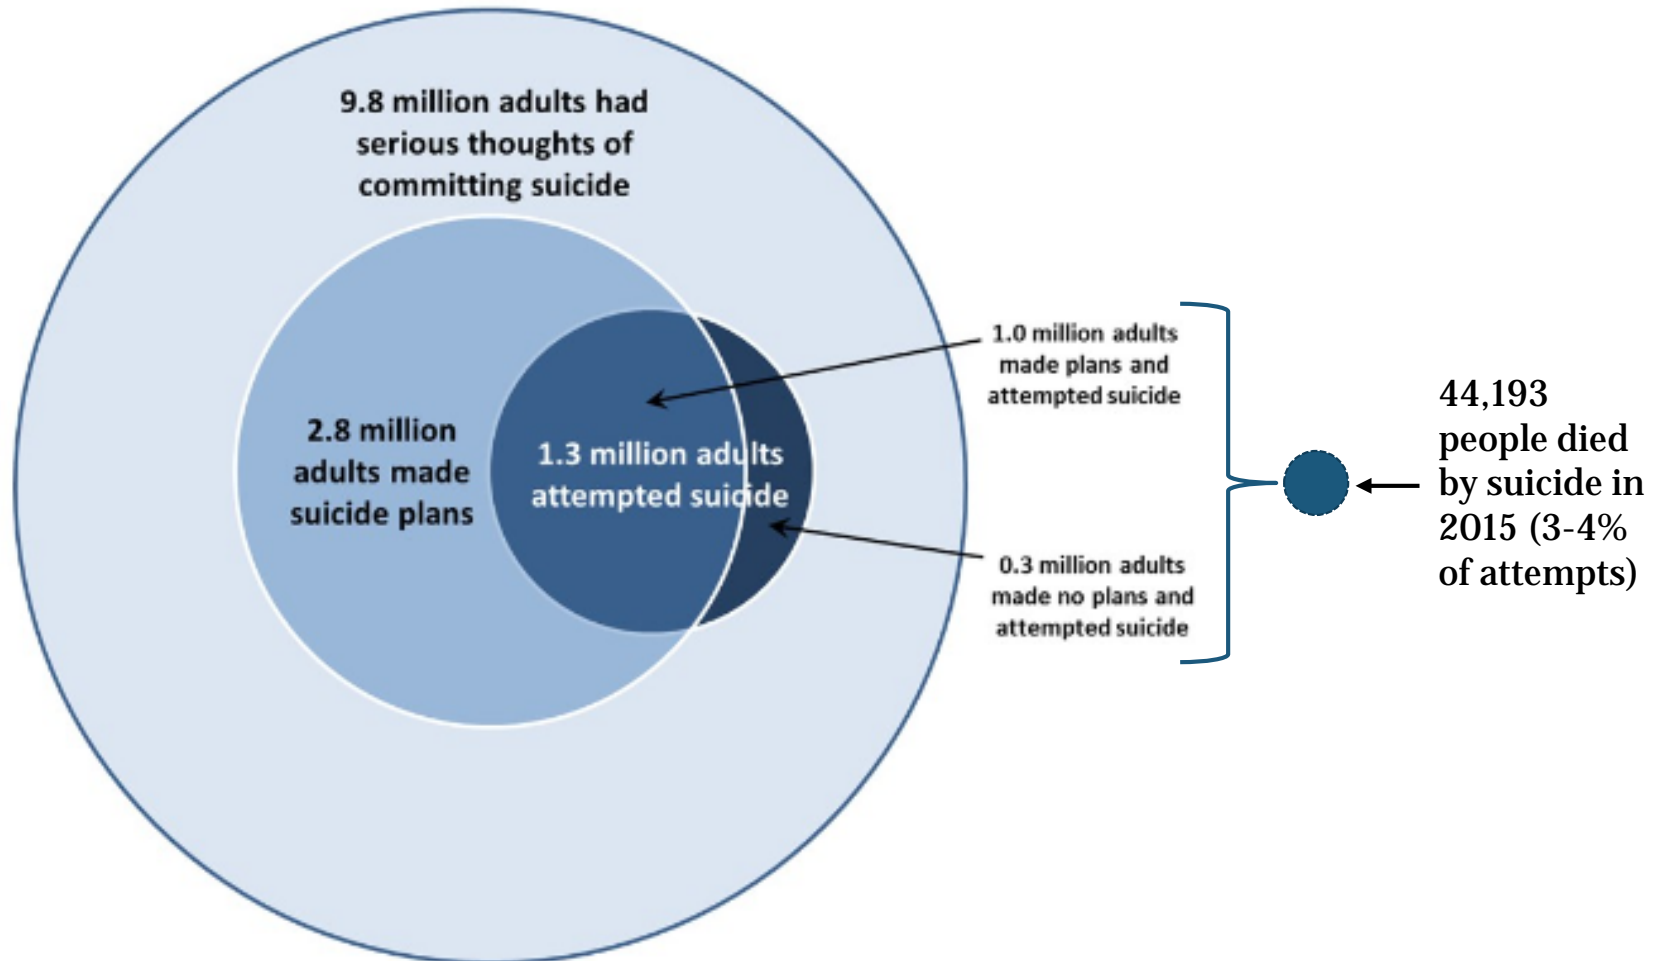 9.8 million adults had
serious thoughts of
committing suicide
2.8 million
adults made
suicide plans
1.3 million adults
attempted suicide
1.0 million adults
made plans and
attempted suicide
0.3 million adults
made no plans and
attempted suicide
44,193
people died
by suicide in
2015 (3-4%
of attempts)